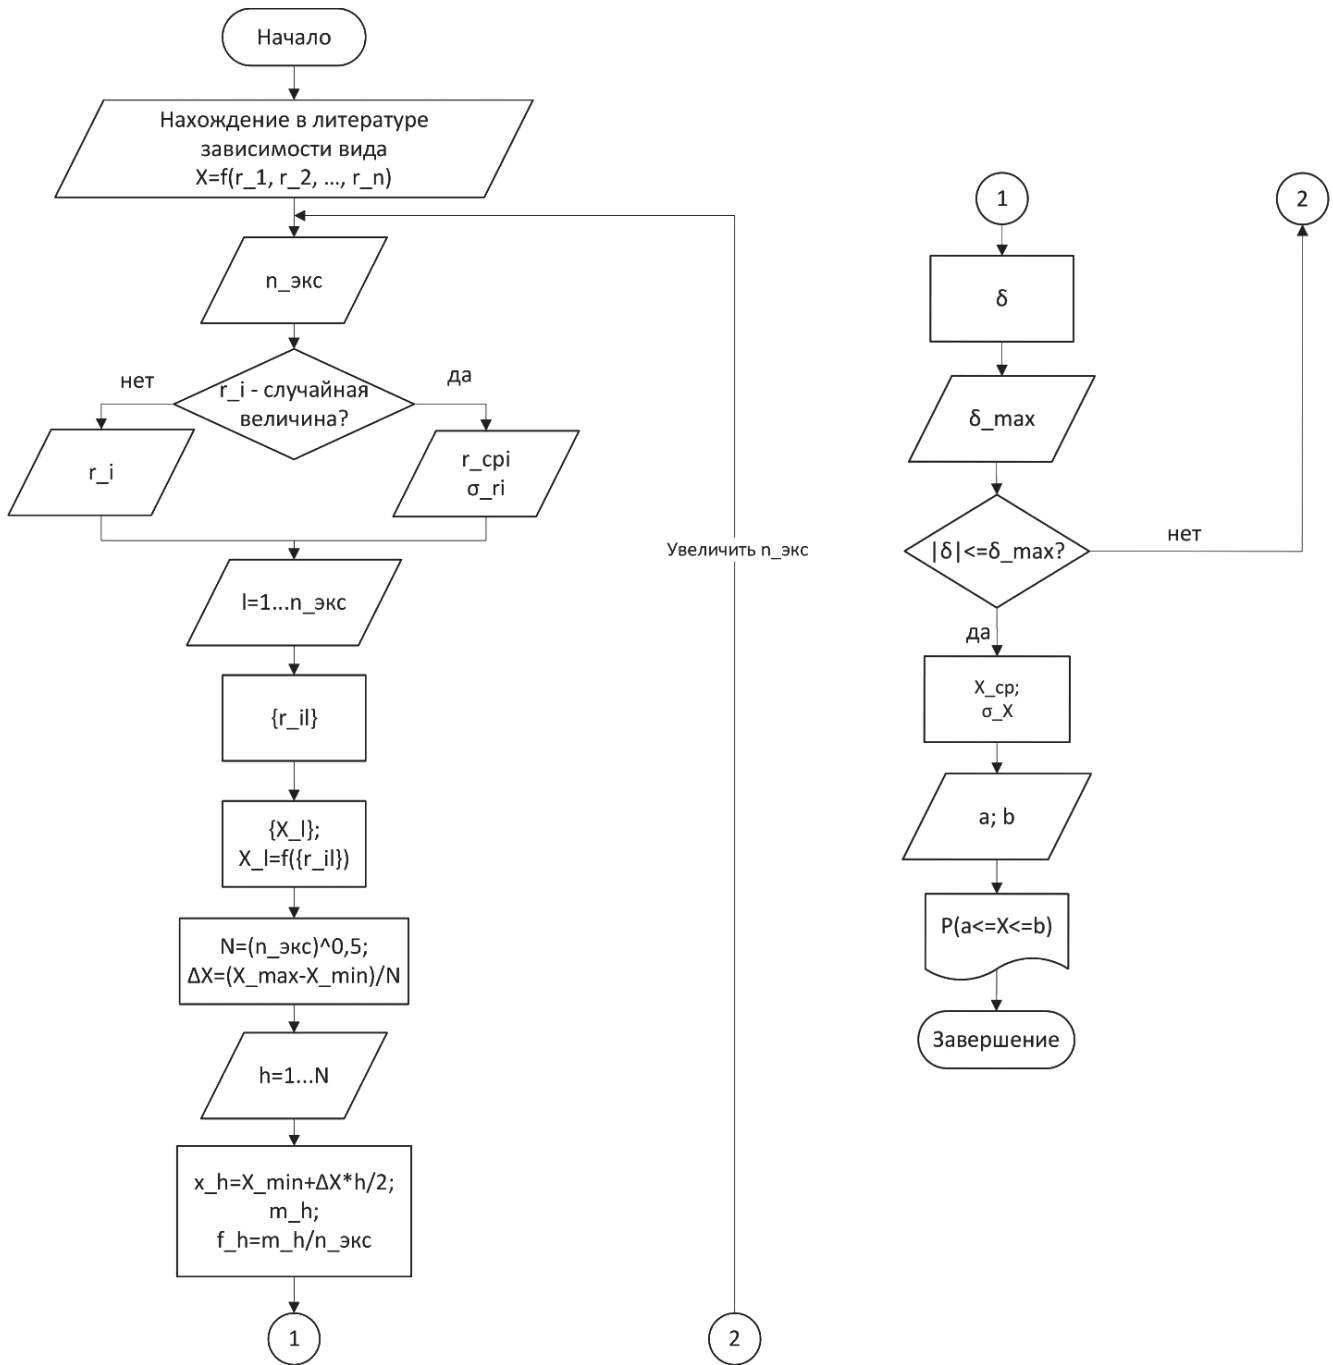 Начало
Нахождение в литературе
зависимости вида
X=f(r_1, r_2, ..., r_n)
n_экс
нет
r_i - случайная
величина?
да
r_i
r_cpi
σ_ri
l=1...n_экс
{r_il}
{X_l};
X_l=f({r_il})
N=(n_экс)^0,5;
ΔX=(X_max-X_min)/N
h=1...N
x_h=X_min+ΔX*h/2;
m_h;
f_h=m_h/n_экс
1
Увеличить n_экс
2
1
δ
δ_max
|δ|<=δ_max?
нет
2
да
X_cp;
σ_X
a; b
P(a<=X<=b)
Завершение